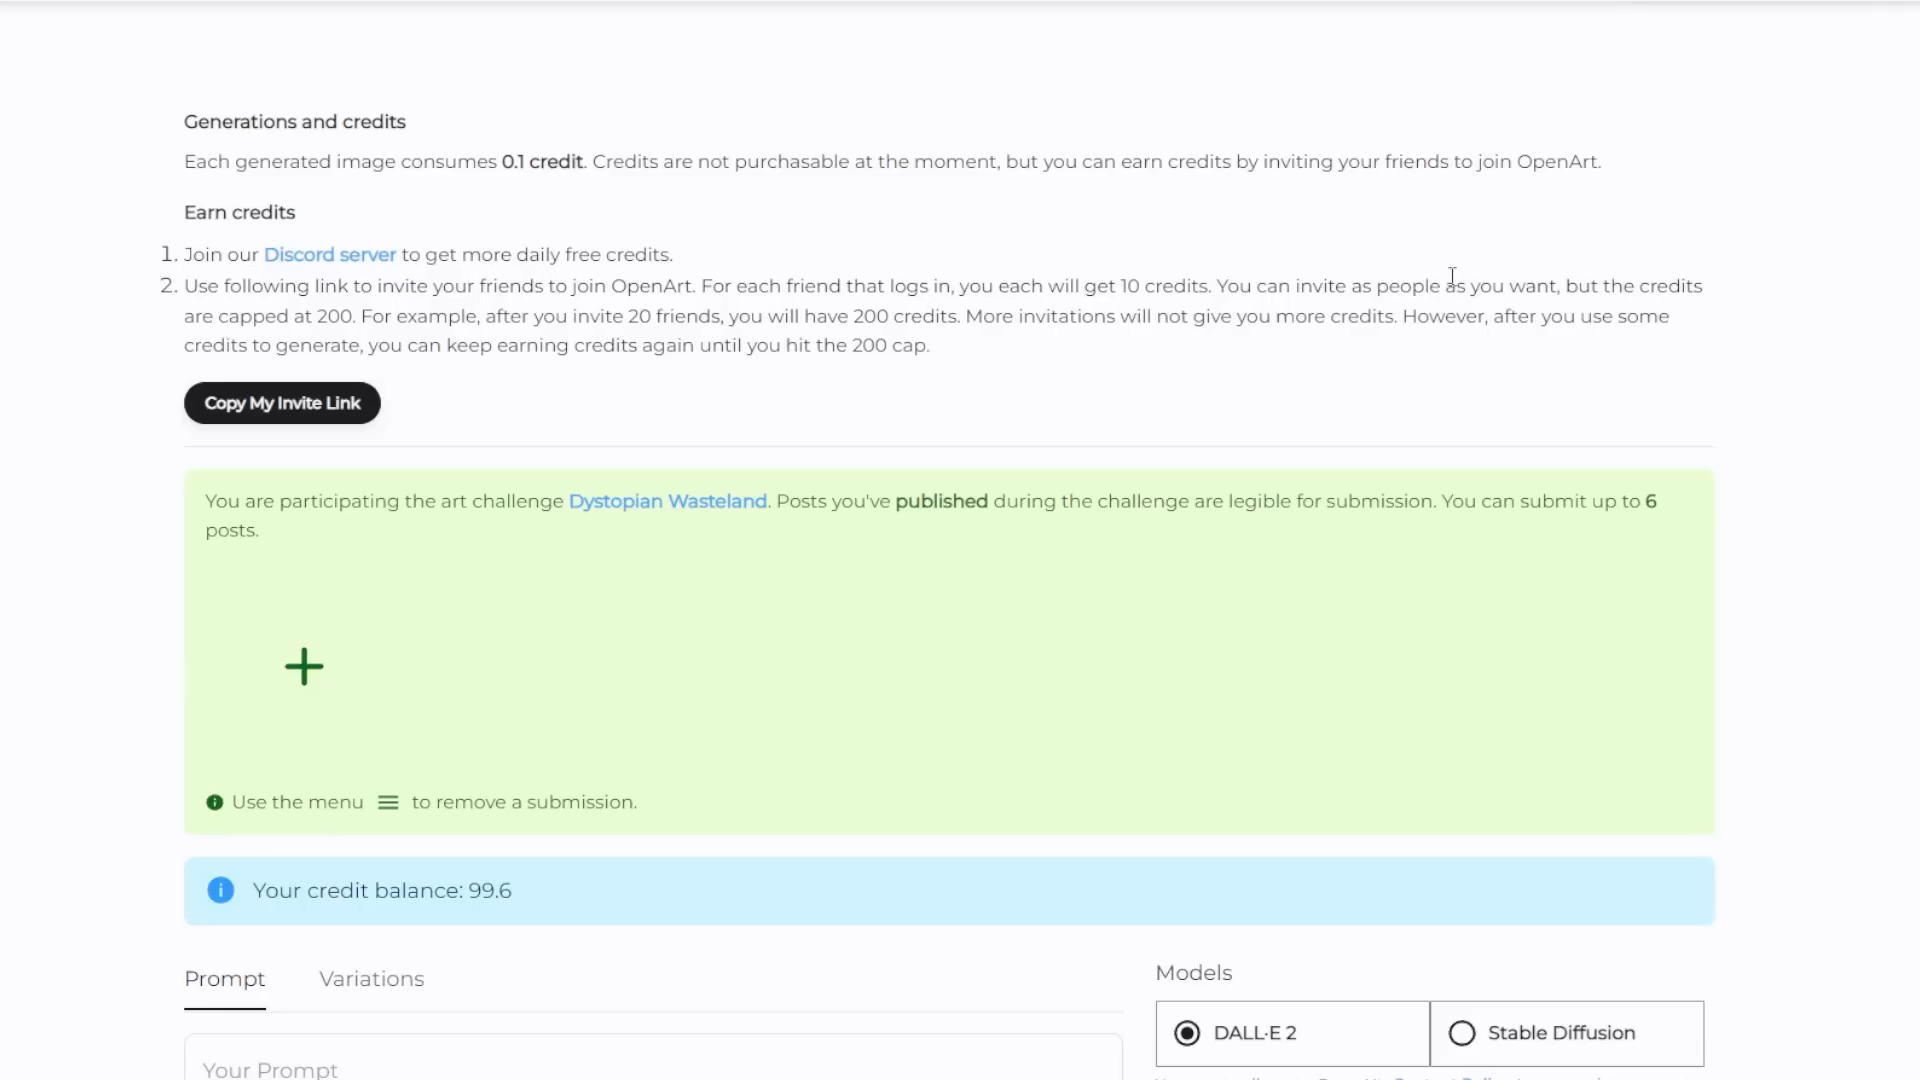 Generations and credits
Each generated image consumes 0.1 credit. Credits are not purchasable at the moment, but you can earn credits by inviting your friends to join OpenArt.
Earn credits
1. Join our Discord server to get more daily free credits.
2. Use following link to invite your friends to join OpenArt. For each friend that logs in, you each will get 10 credits. You can invite as people as you want, but the credits
are capped at 200. For example, after you invite 20 friends, you will have 200 credits. More invitations will not give you more credits. However, after you use some
credits to generate, you can keep earning credits again until you hit the 200 cap.
Copy My Invite Link
You are participating the art challenge Dystopian Wasteland. Posts you've published during the challenge are legible for submission. You can submit up to 6
posts.
Use the menu to remove a submission.
Your credit balance: 99.6
Prompt Variations
Models
DALL·E 2 Stable Diffusion
Your Prompt